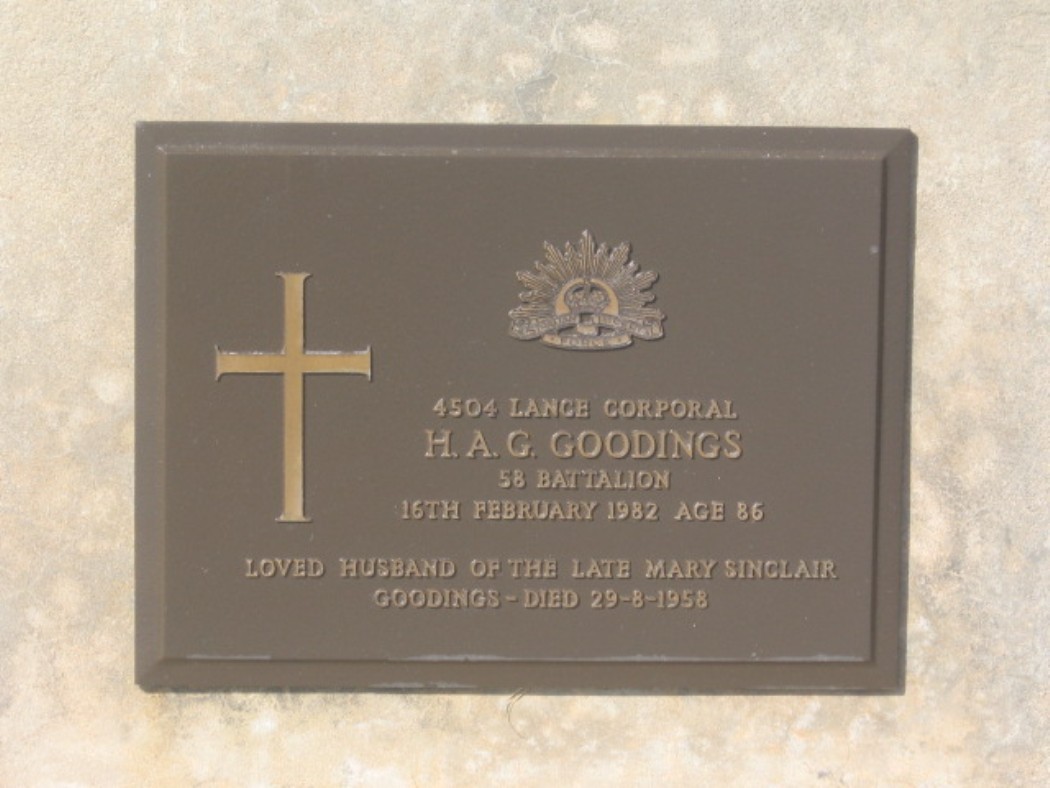 FORCE
4504 LANCE CORPORAL
H. A. G. GOODINGS
58 BATTALION
16TH FEBRUARY 1982 AGE 86
LOVED HUSBAND OF THE LATE MARY SINCLAIR
GOODINGS - DIED 29-8-1958